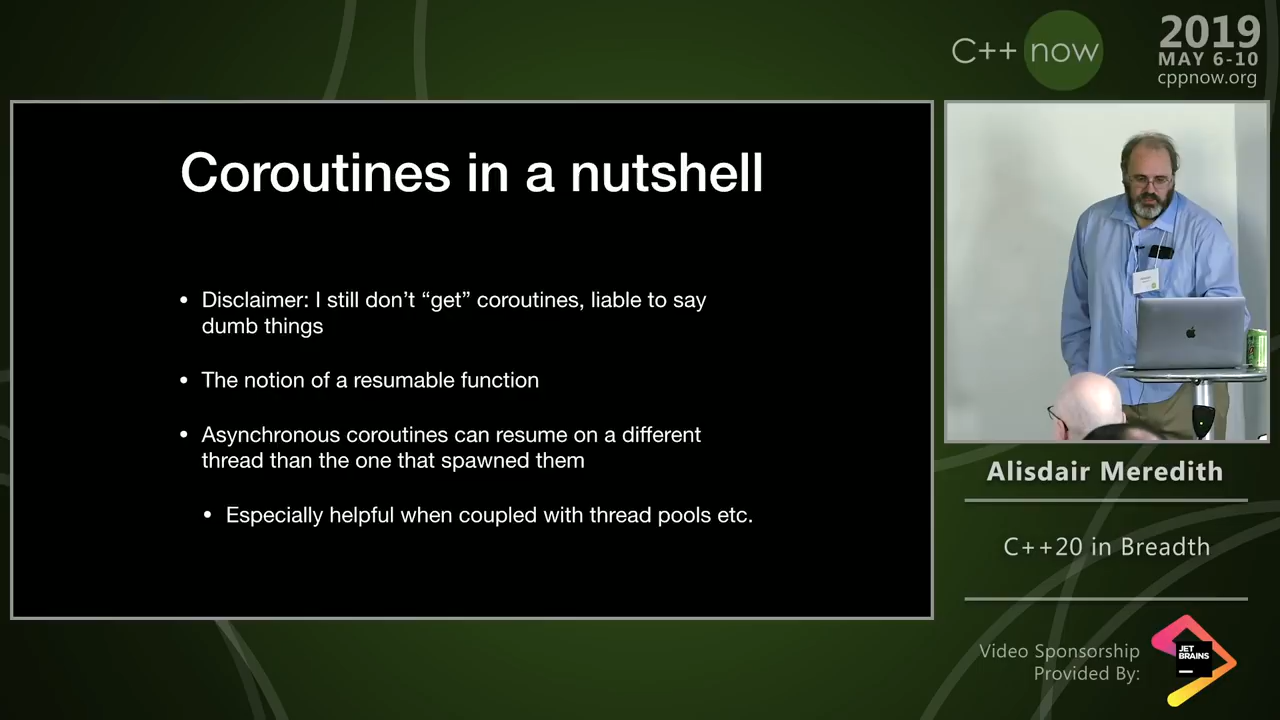 C++ now
2019
MAY 6-10
cppnow.org
Coroutines in a nutshell
• Disclaimer: I still don’t “get” coroutines, liable to say
dumb things
• The notion of a resumable function
• Asynchronous coroutines can resume on a different
thread than the one that spawned them
• Especially helpful when coupled with thread pools etc.
Alisdair Meredith
C++20 in Breadth
Video Sponsorship
Provided By:
JET
BRAINS